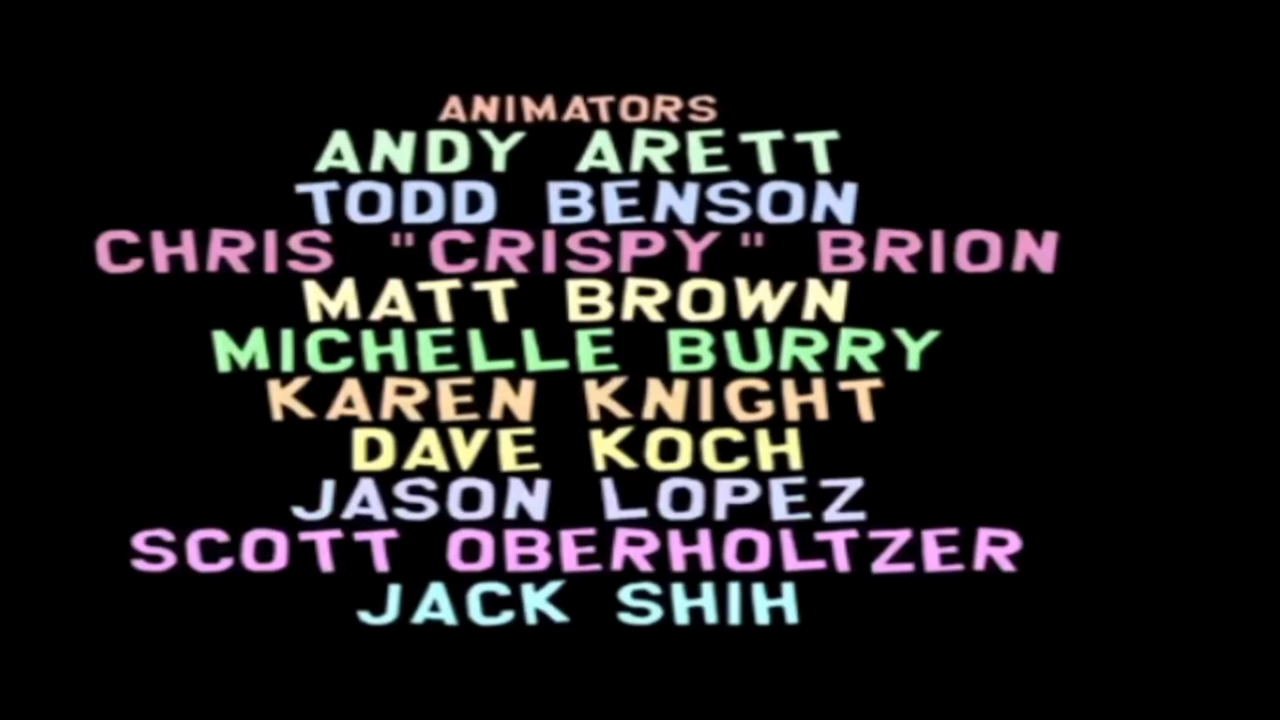 ANIMATORS
ANDY ARETT
TODD BENSON
CHRIS "CRISPY" BRION
MATT BROWN
MICHELLE BURRY
KAREN KNIGHT
DAVE KOCH
JASON LOPEZ
SCOTT OBERHOLTZER
JACK SHIH